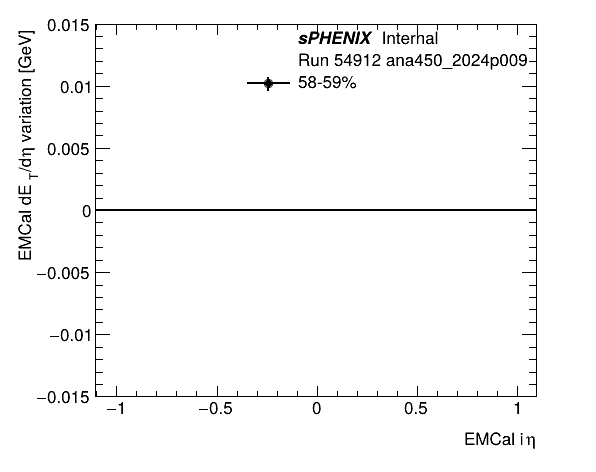 sPHENIX Internal
Run 54912 ana450_2024p009
58-59%
EMCal dE_T/dη variation [GeV]
0.015
0.01
0.005
0
−0.005
−0.01
−0.015
−1 −0.5 0 0.5 1
EMCal iη